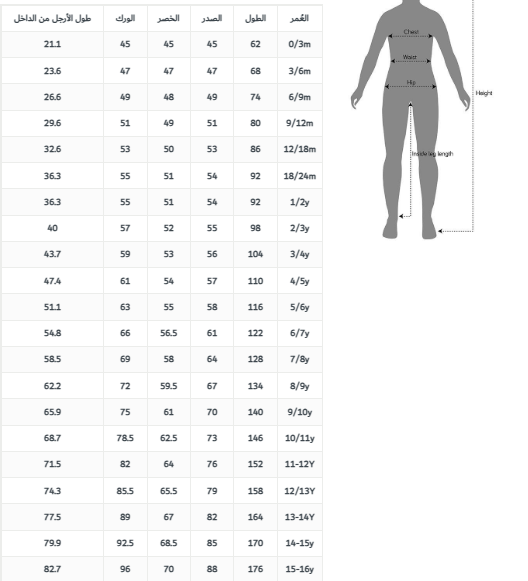 العُمر الطول الصدر الخصر الورك طول الأرجل من الداخل
0/3m 62 45 45 45 21.1
3/6m 68 47 47 47 23.6
6/9m 74 49 48 49 26.6
9/12m 80 51 49 51 29.6
12/18m 86 53 50 53 32.6
18/24m 92 54 51 55 36.3
1/2y 92 54 51 55 36.3
2/3y 98 55 52 57 40
3/4y 104 56 53 59 43.7
4/5y 110 57 54 61 47.4
5/6y 116 58 55 63 51.1
6/7y 122 61 56.5 66 54.8
7/8y 128 64 58 69 58.5
8/9y 134 67 59.5 72 62.2
9/10y 140 70 61 75 65.9
10/11y 146 73 62.5 78.5 68.7
11-12Y 152 76 64 82 71.5
12/13Y 158 79 65.5 85.5 74.3
13-14Y 164 82 67 89 77.5
14-15y 170 85 68.5 92.5 79.9
15-16y 176 88 70 96 82.7
Chest
Waist
Hip
Height
Inside leg length